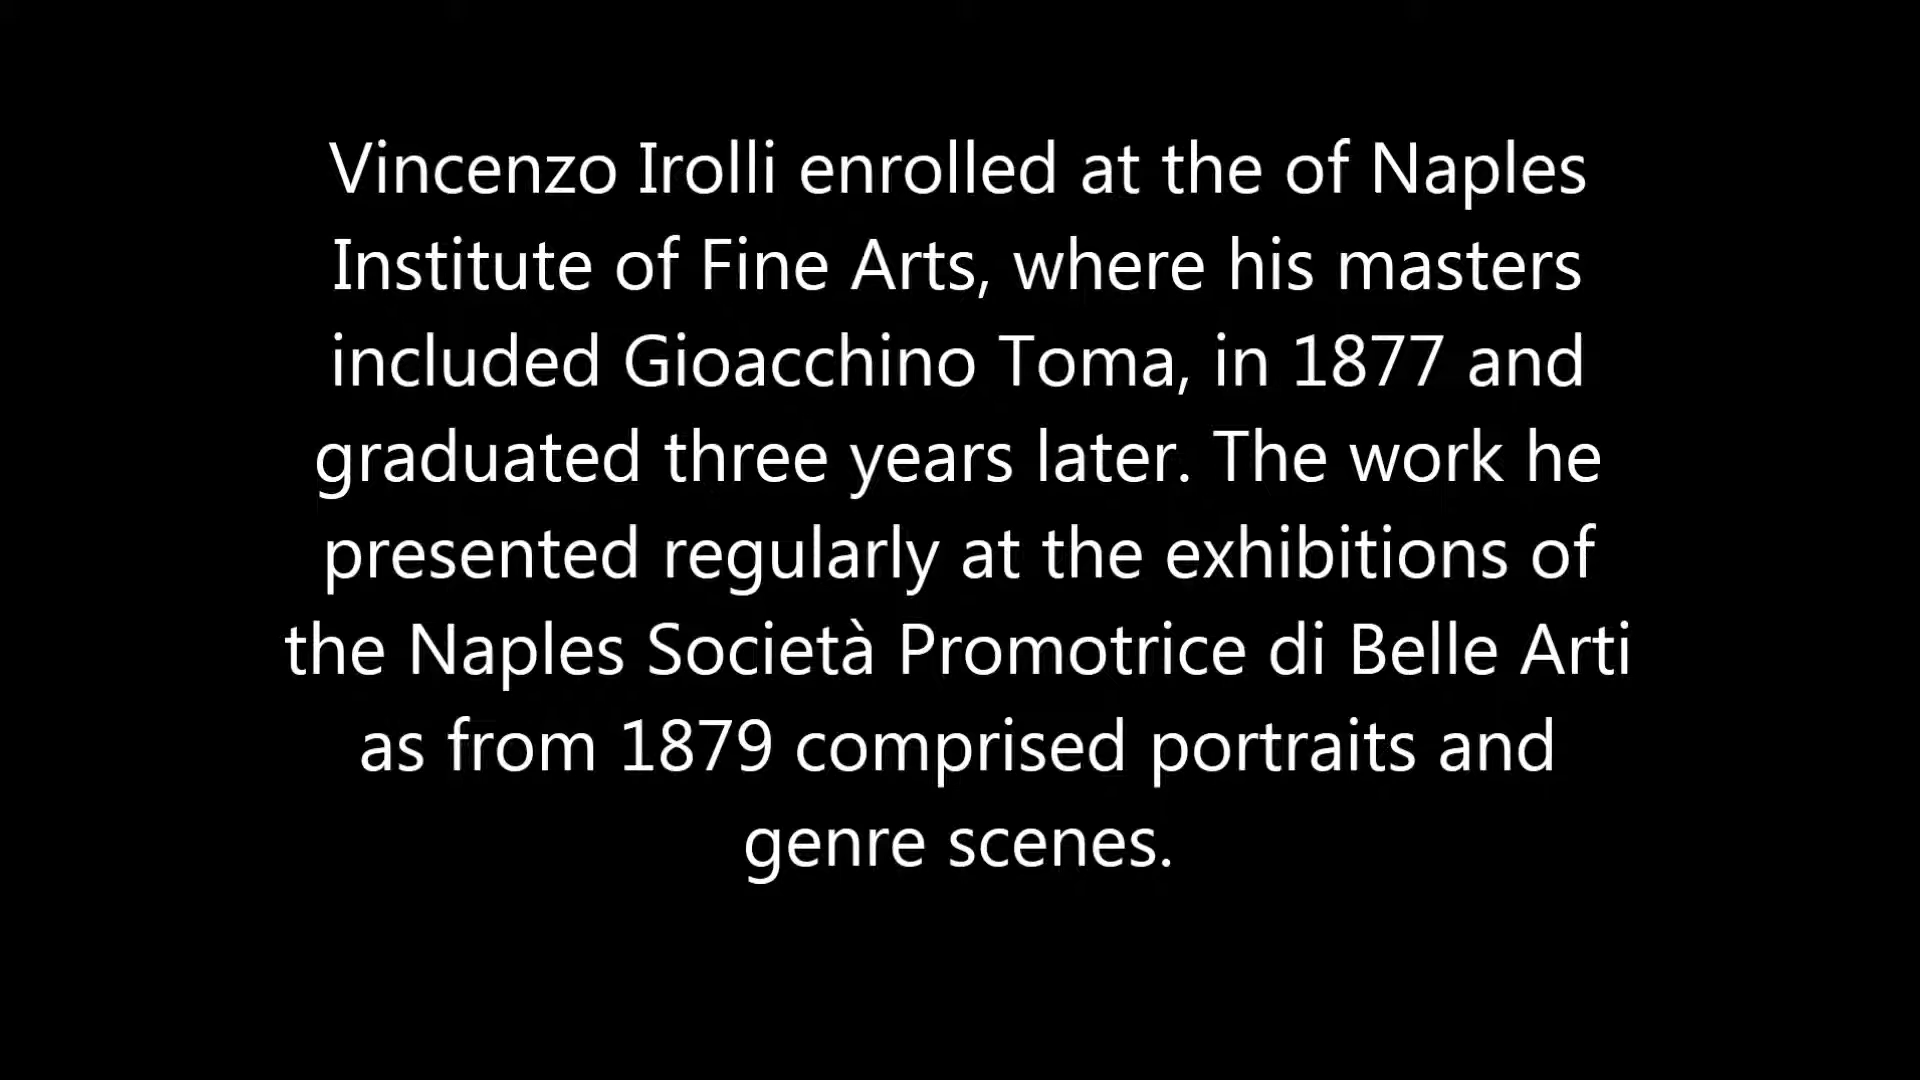 Vincenzo Irolli enrolled at the of Naples
Institute of Fine Arts, where his masters
included Gioacchino Toma, in 1877 and
graduated three years later. The work he
presented regularly at the exhibitions of
the Naples Società Promotrice di Belle Arti
as from 1879 comprised portraits and
genre scenes.